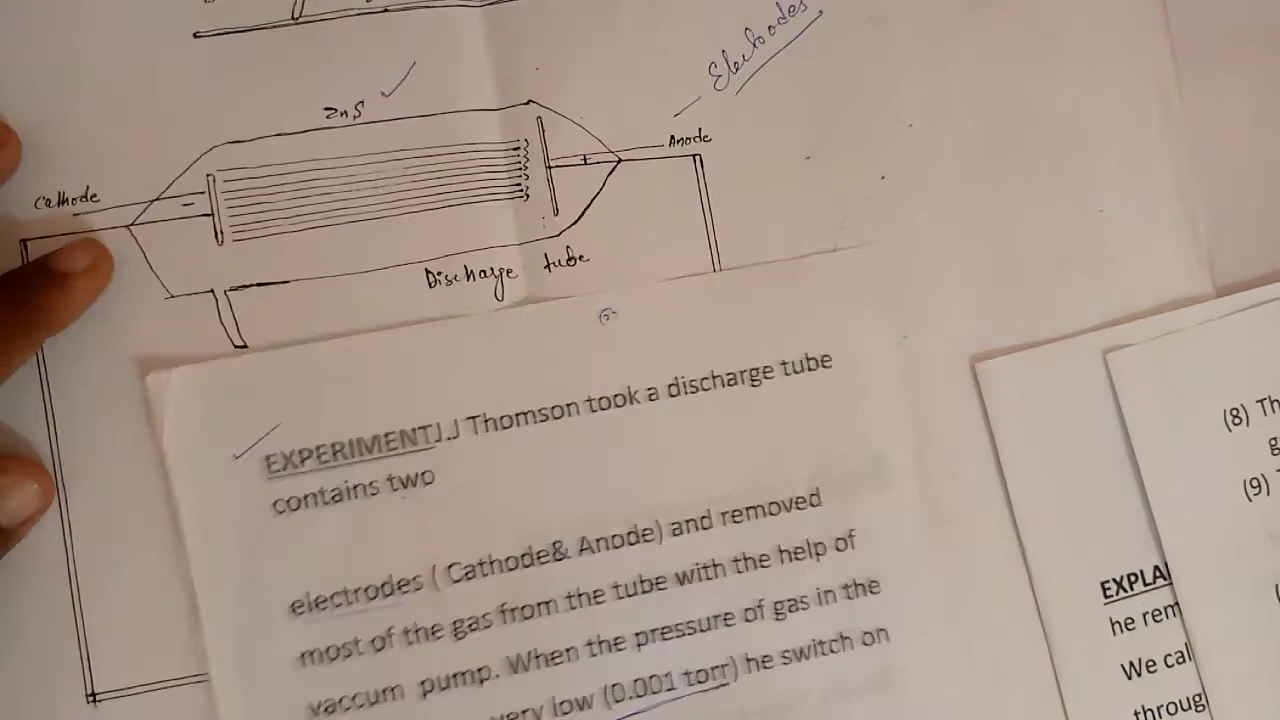 Electrodes
ZnS
Anode
Cathode
Discharge tube
EXPERIMENTJ.J Thomson took a discharge tube
contains two
electrodes ( Cathode& Anode) and removed
most of the gas from the tube with the help of
vaccum pump. When the pressure of gas in the
very low (0.001 torr) he switch on
(8) Th
g
(9)
EXPLA
he rem
We cal
throug